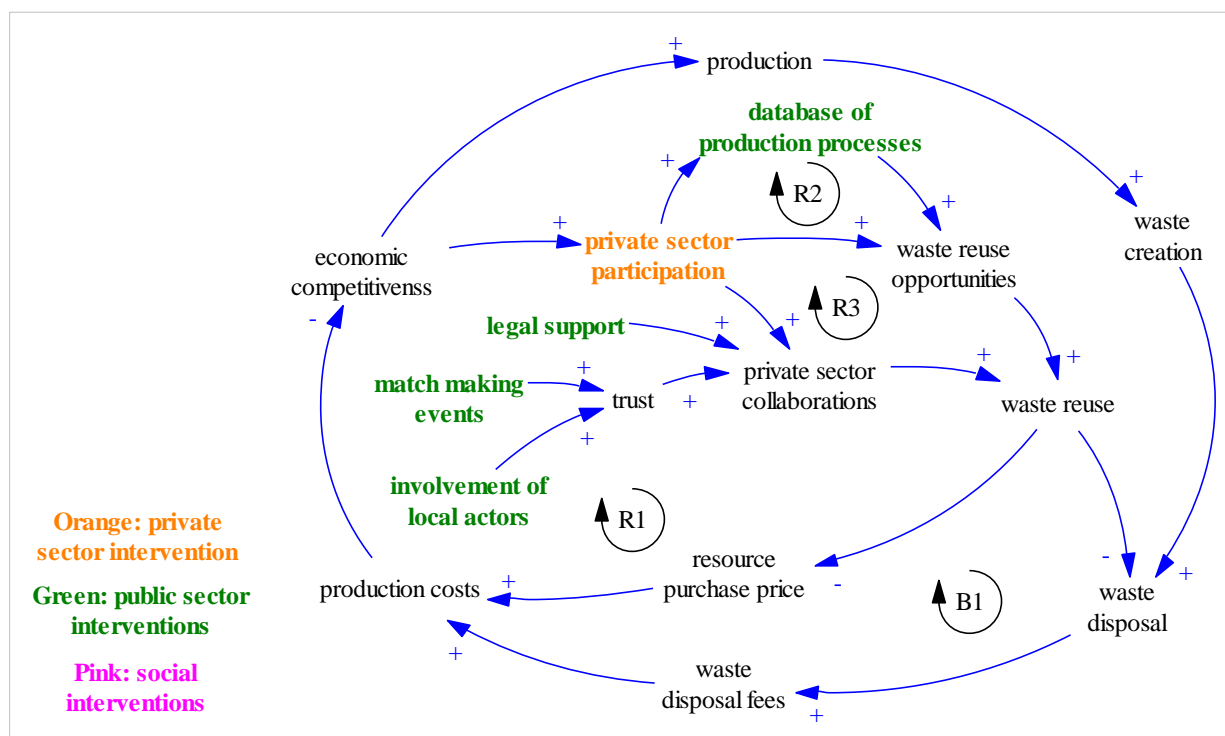 +
production
database of
production processes
+
+
R2
+
waste
creation
+
+
+
private sector
participation
waste reuse
opportunities
economic
competitivenss
-
R3
legal support
+
+
match making
events
+
trust
+
private sector
collaborations
+
+
waste reuse
+
involvement of
local actors
R1
Orange: private
sector intervention
Green: public sector
interventions
Pink: social
interventions
production costs
+
resource
purchase price
-
B1
-
+
waste
disposal
+
waste
disposal fees
+